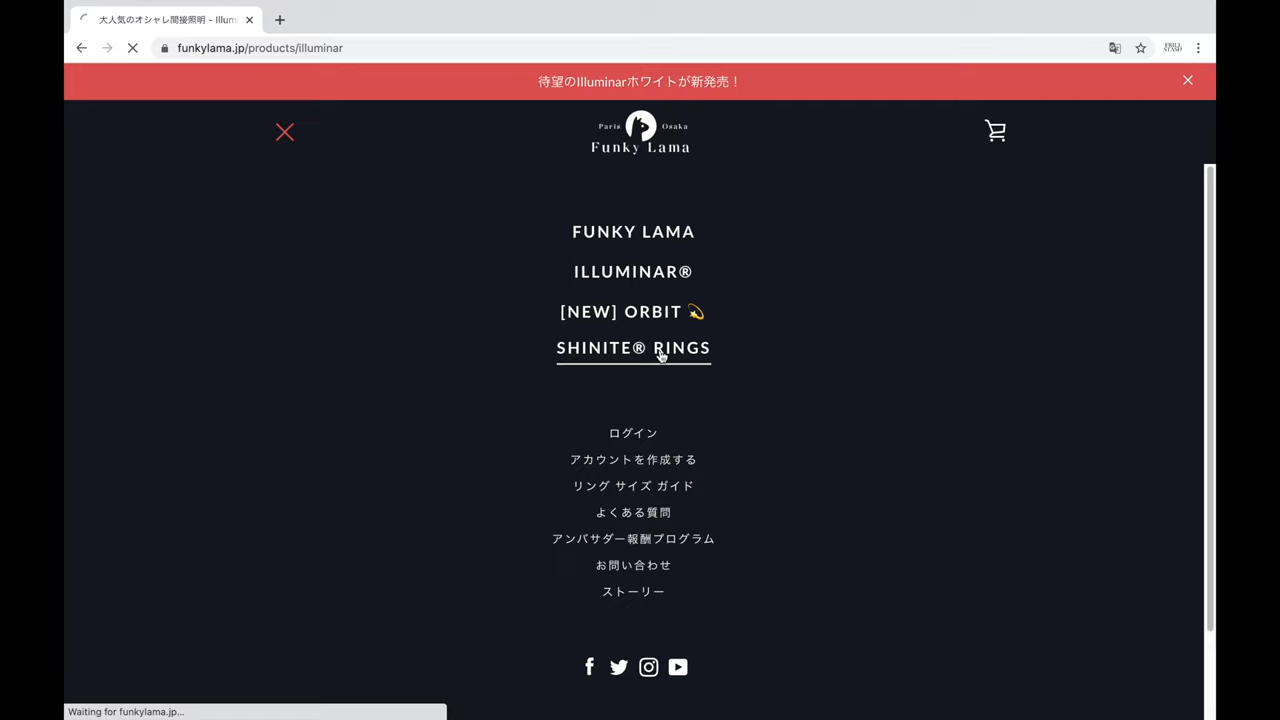 大人気のオシャレ間接照明 - Illum
funkylama.jp/products/illuminar
待望のIlluminarホワイトが新発売！
Paris Osaka
Funky Lama
FUNKY LAMA
ILLUMINAR®
[NEW] ORBIT 💫
SHINITE® RINGS
ログイン
アカウントを作成する
リング サイズ ガイド
よくある質問
アンバサダー報酬プログラム
お問い合わせ
ストーリー
Waiting for funkylama.jp...